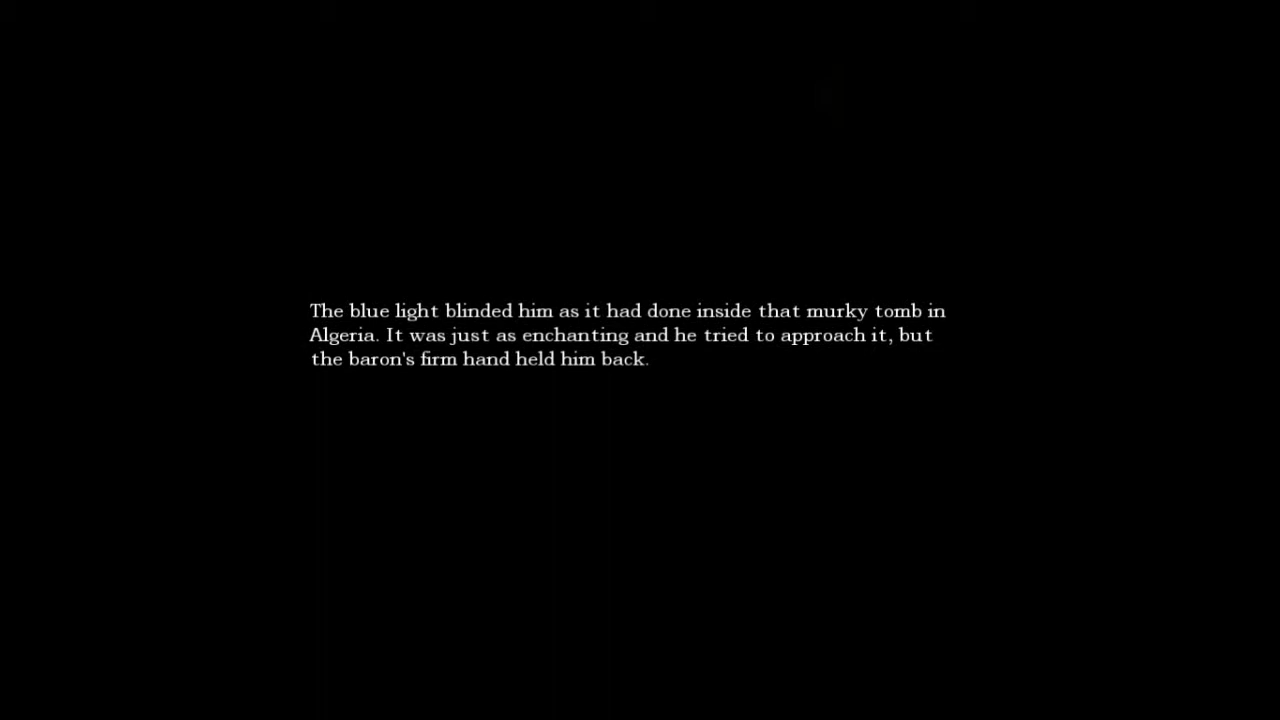 The blue light blinded him as it had done inside that murky tomb in
Algeria. It was just as enchanting and he tried to approach it, but
the baron's firm hand held him back.